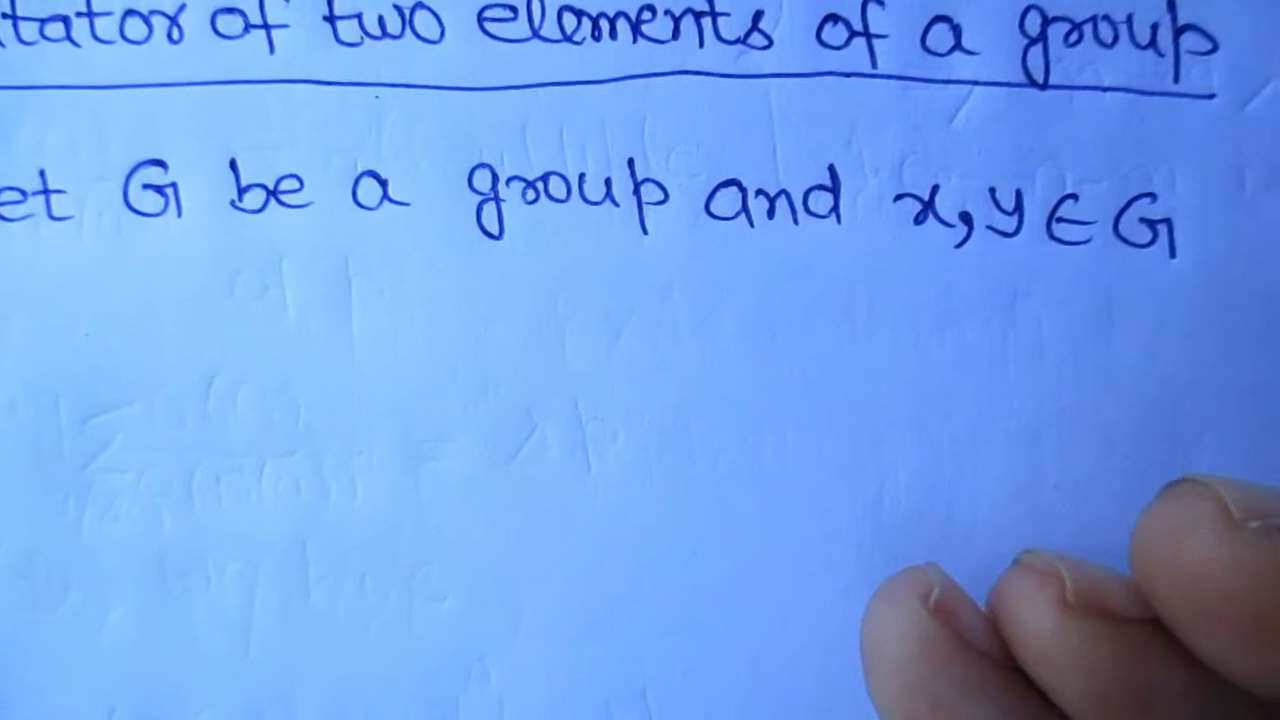 tator of two elements of a group
et G be a group and x, y ∈ G